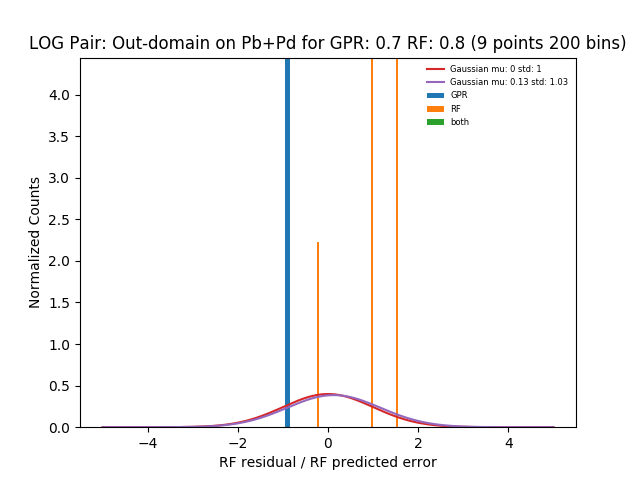 LOG Pair: Out-domain on Pb+Pd for GPR: 0.7 RF: 0.8 (9 points 200 bins)
Gaussian mu: 0 std: 1
Gaussian mu: 0.13 std: 1.03
GPR
RF
both
Normalized Counts
4.0
3.5
3.0
2.5
2.0
1.5
1.0
0.5
0.0
−4 −2 0 2 4
RF residual / RF predicted error